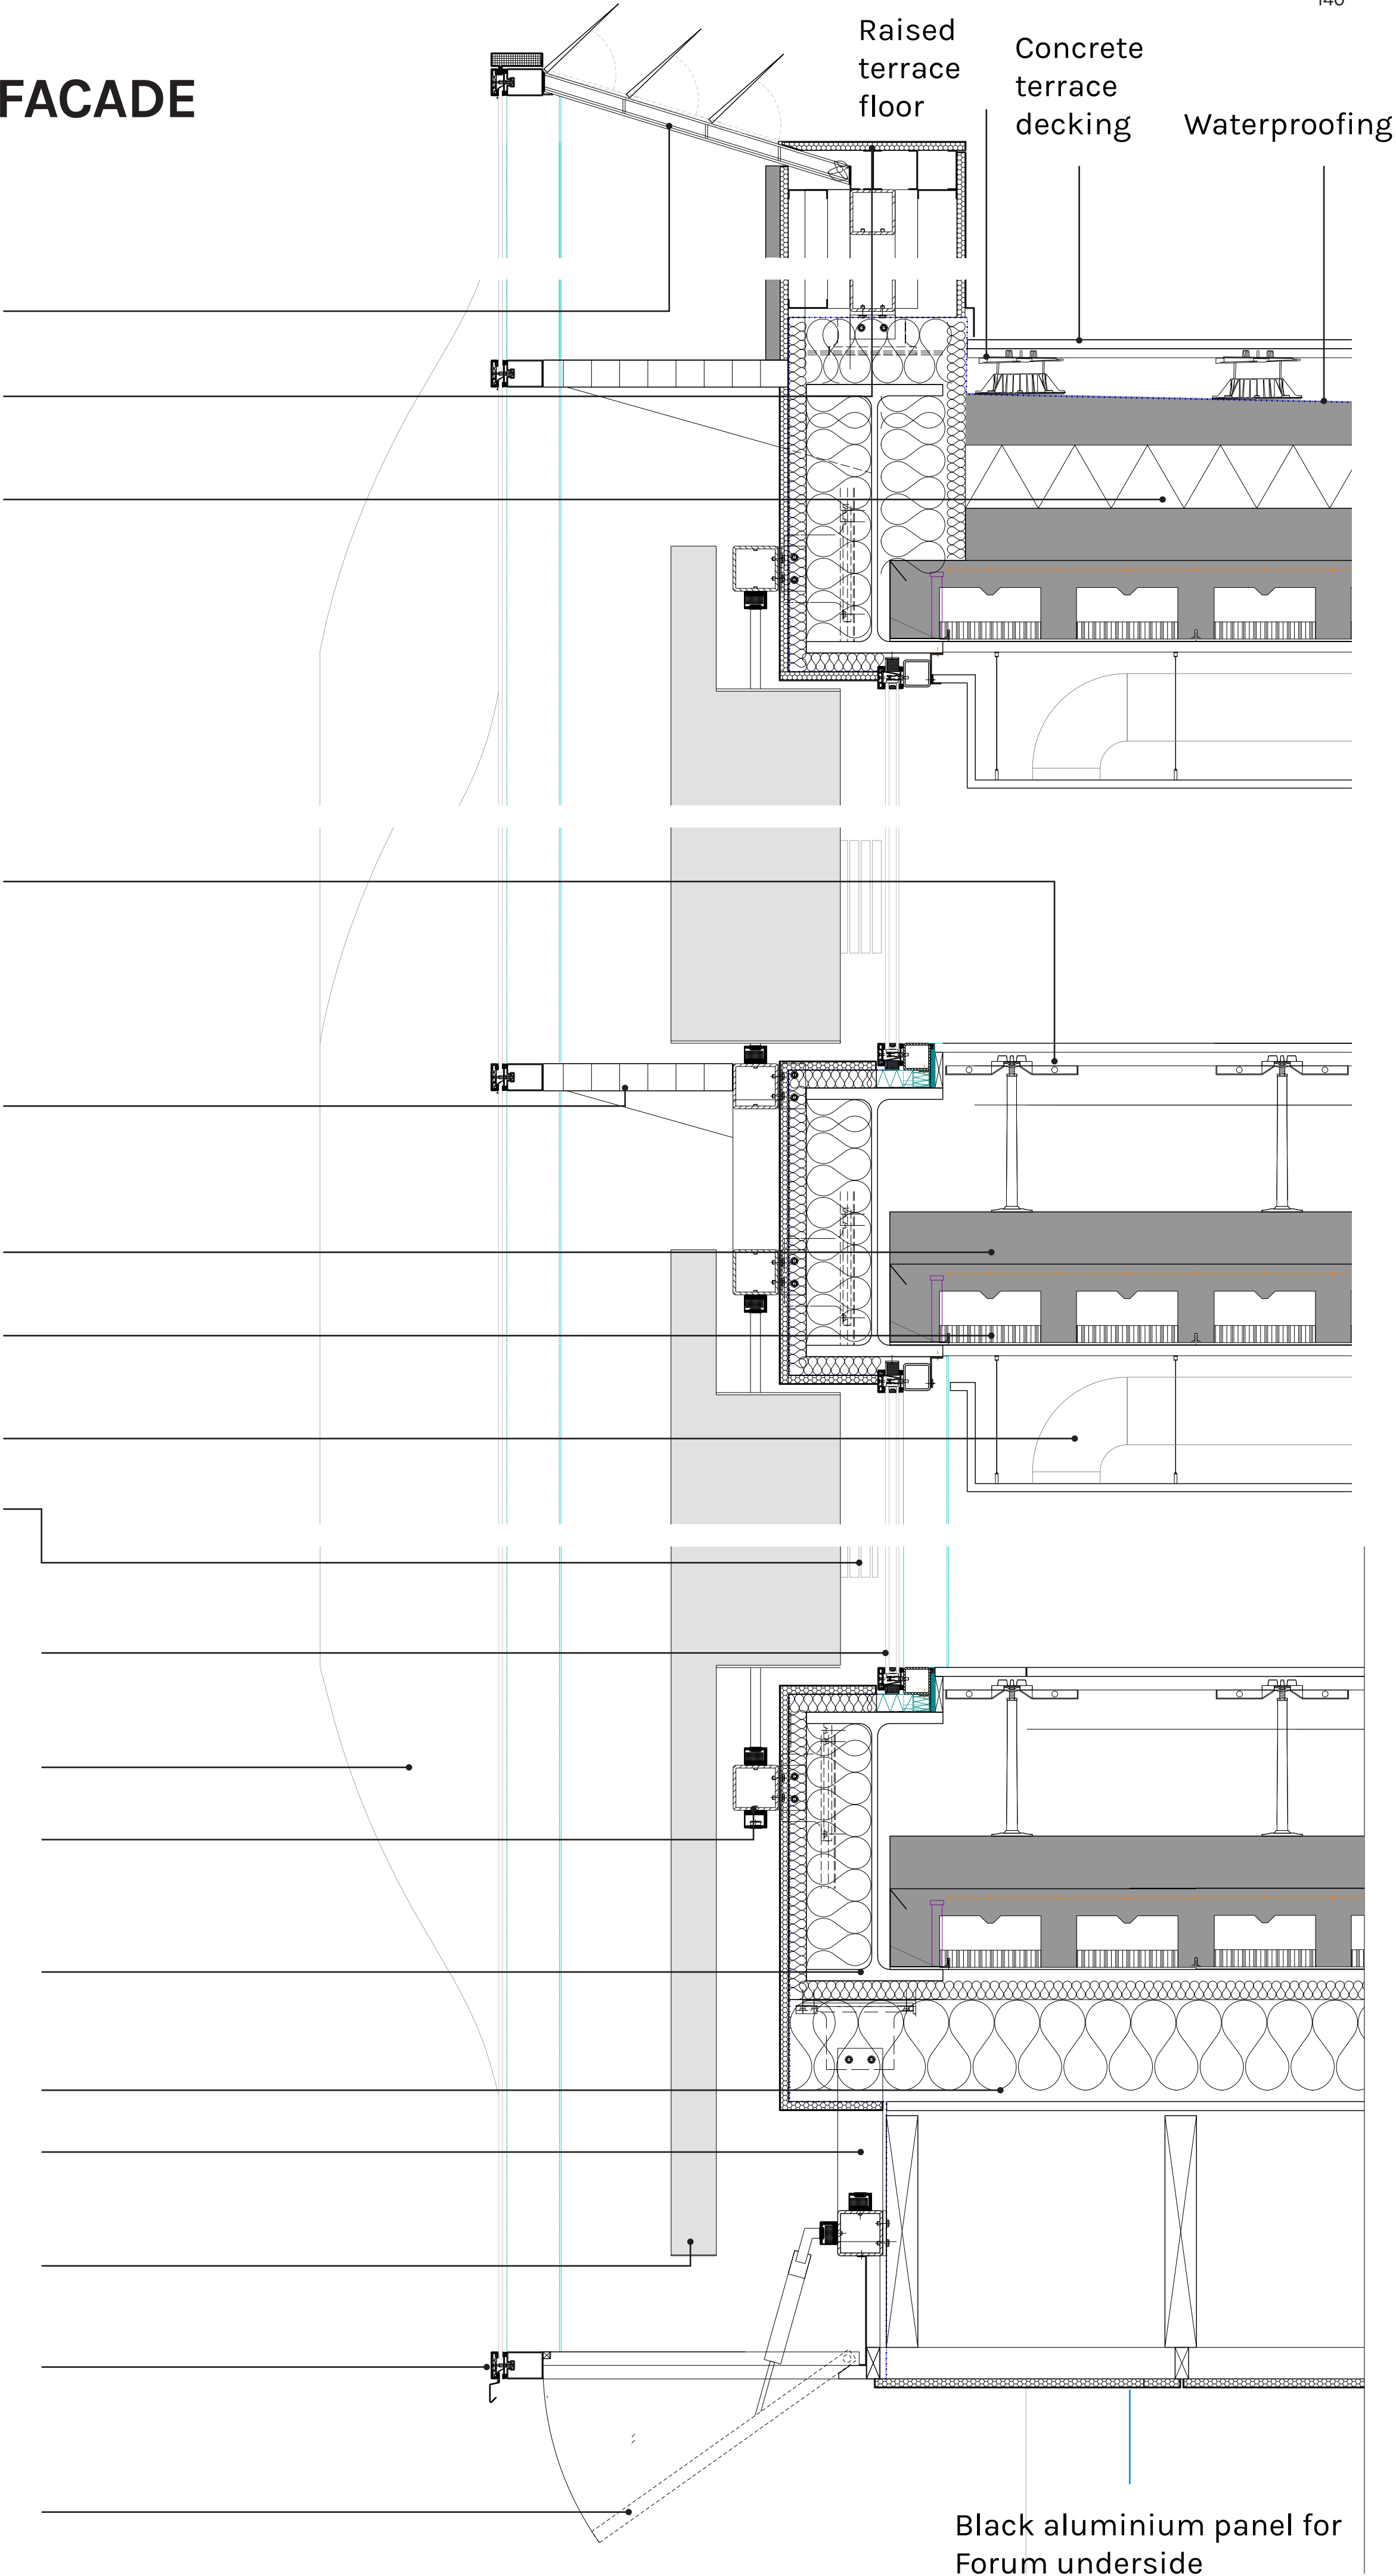 FACADE
Raised
terrace
floor
Concrete
terrace
decking
Waterproofing
Black aluminium panel for
Forum underside